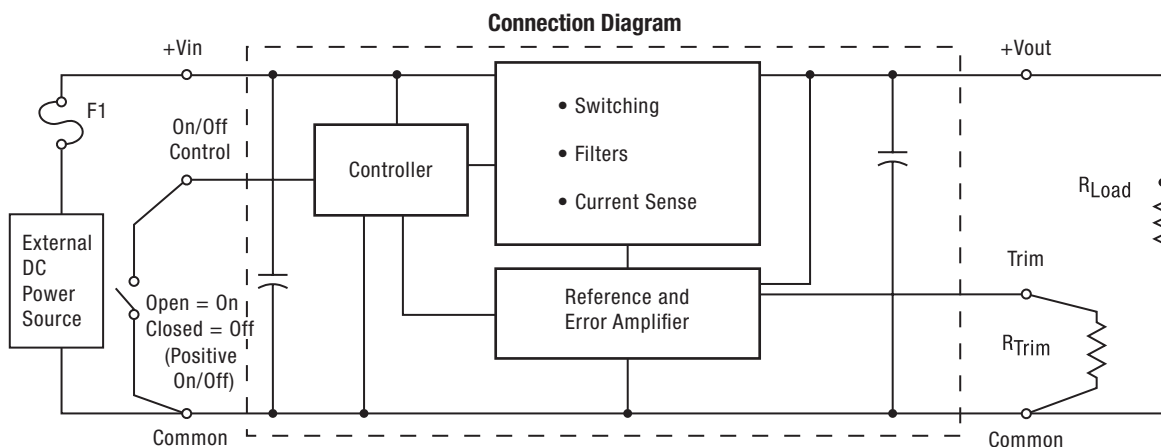 Connection Diagram
+Vin
+Vout
F1
On/Off
Control
Controller
• Switching
• Filters
• Current Sense
RLoad
External
DC
Power
Source
Open = On
Closed = Off
(Positive
On/Off)
Reference and
Error Amplifier
Trim
RTrim
Common
Common